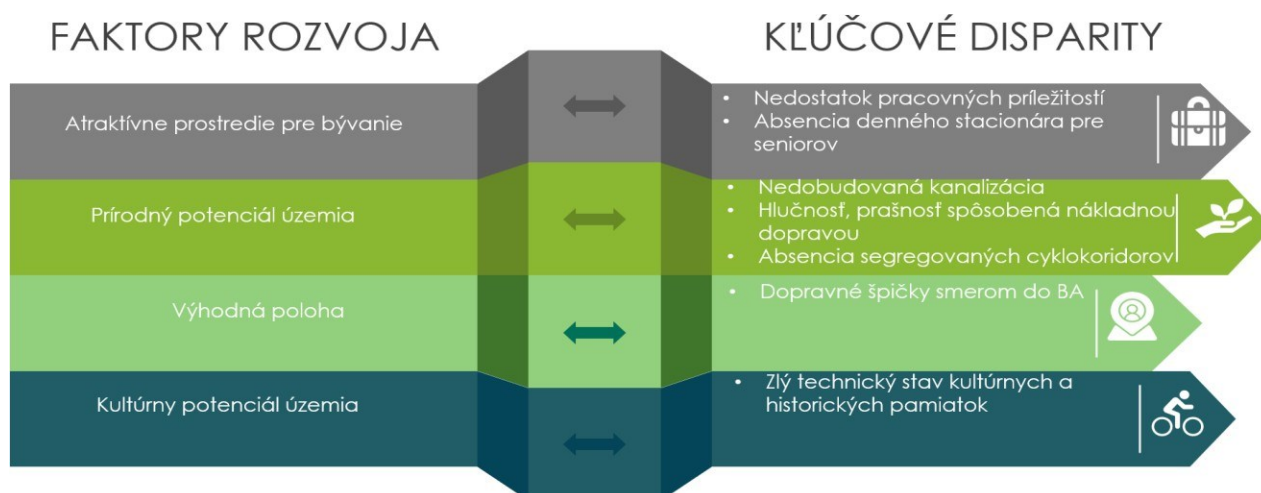 FAKTORY ROZVOJA
KĽÚČOVÉ DISPARITY
Atraktívne prostredie pre bývanie
• Nedostatok pracovných príležitostí
• Absencia denného stacionára pre
seniorov
Prírodný potenciál územia
• Nedobudovaná kanalizácia
• Hlučnosť, prašnosť spôsobená nákladnou
dopravou
• Absencia segregovaných cyklokoridorov
Výhodná poloha
• Dopravné špičky smerom do BA
Kultúrny potenciál územia
• Zlý technický stav kultúrnych a
historických pamiatok